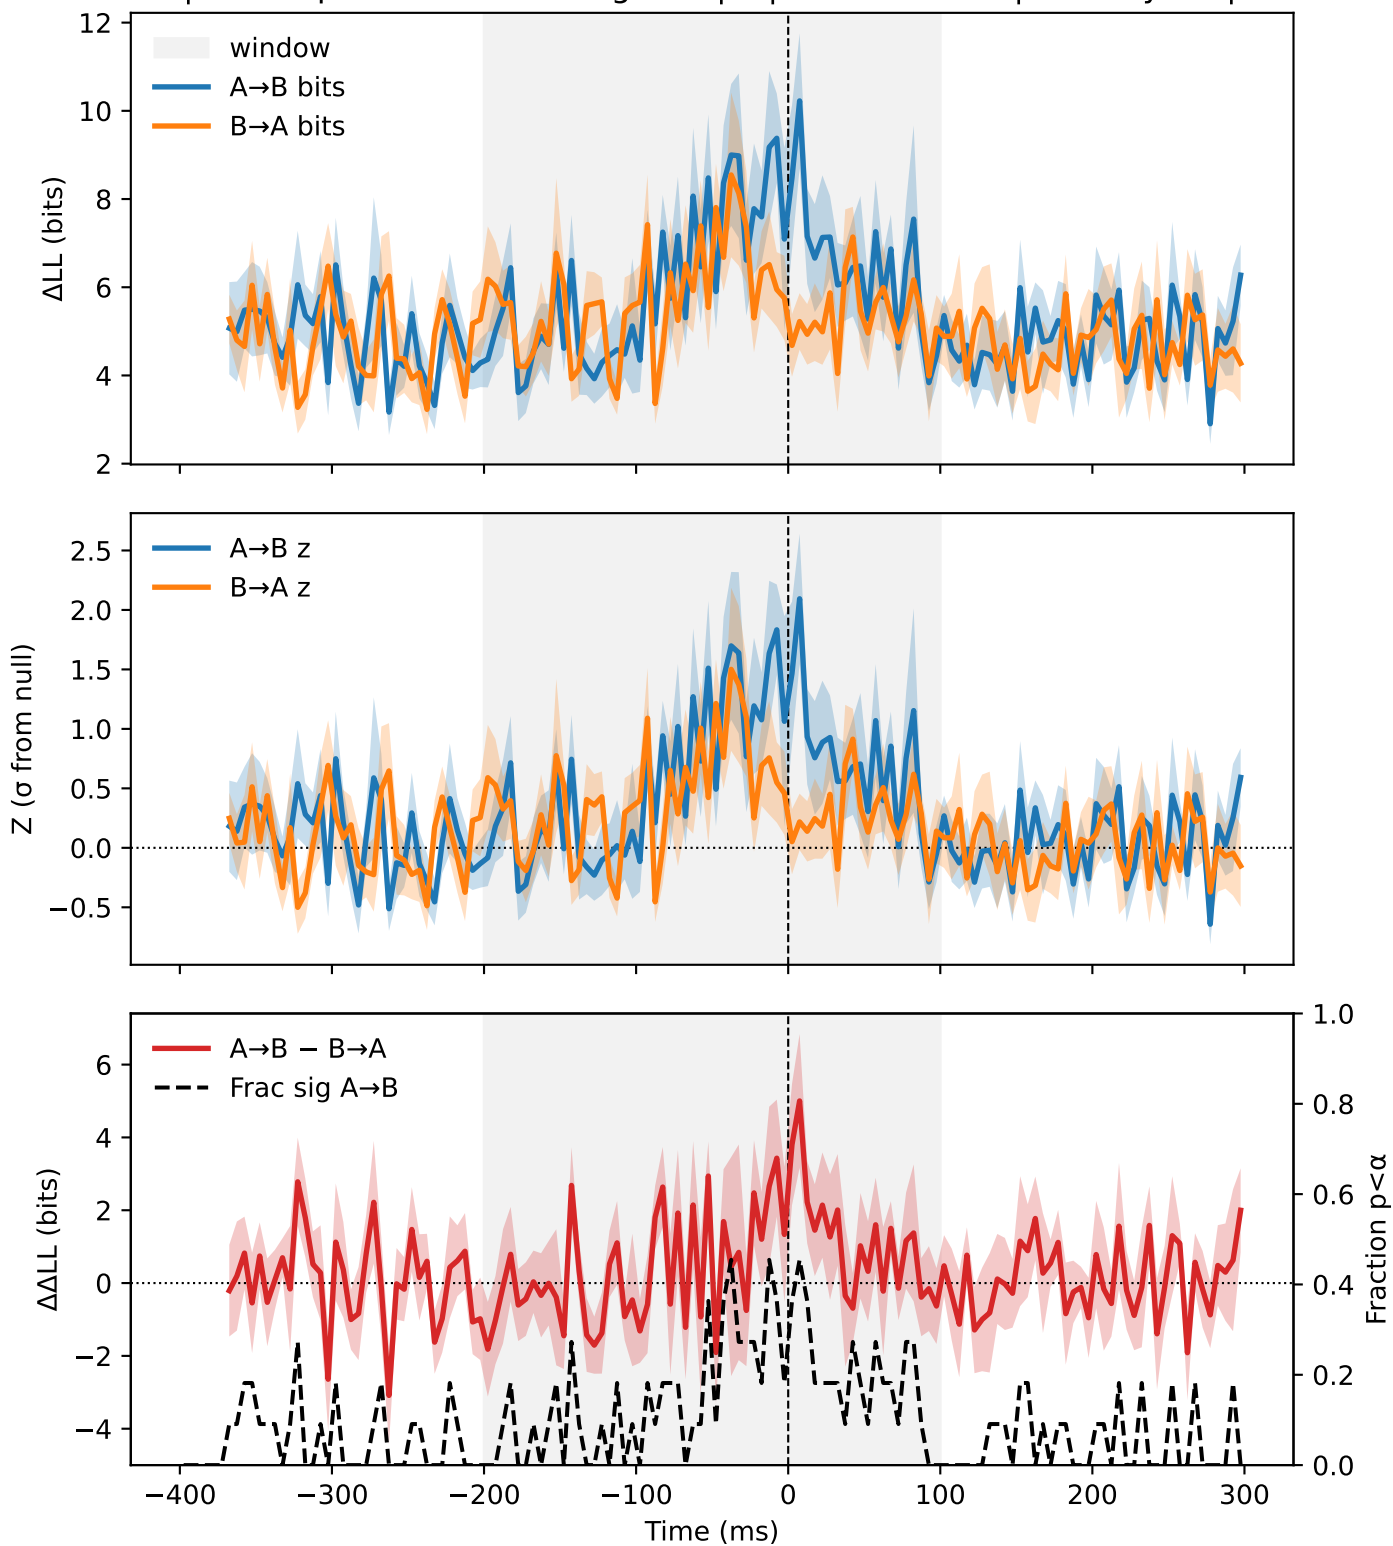 12
10
8
6
4
2
ΔLL (bits)
window
A→B bits
B→A bits
2.5
2.0
1.5
1.0
0.5
0.0
−0.5
Z (σ from null)
A→B z
B→A z
6
4
2
0
−2
−4
ΔΔLL (bits)
A→B − B→A
Frac sig A→B
1.0
0.8
0.6
0.4
0.2
0.0
Fraction p<α
−400 −300 −200 −100 0 100 200 300
Time (ms)